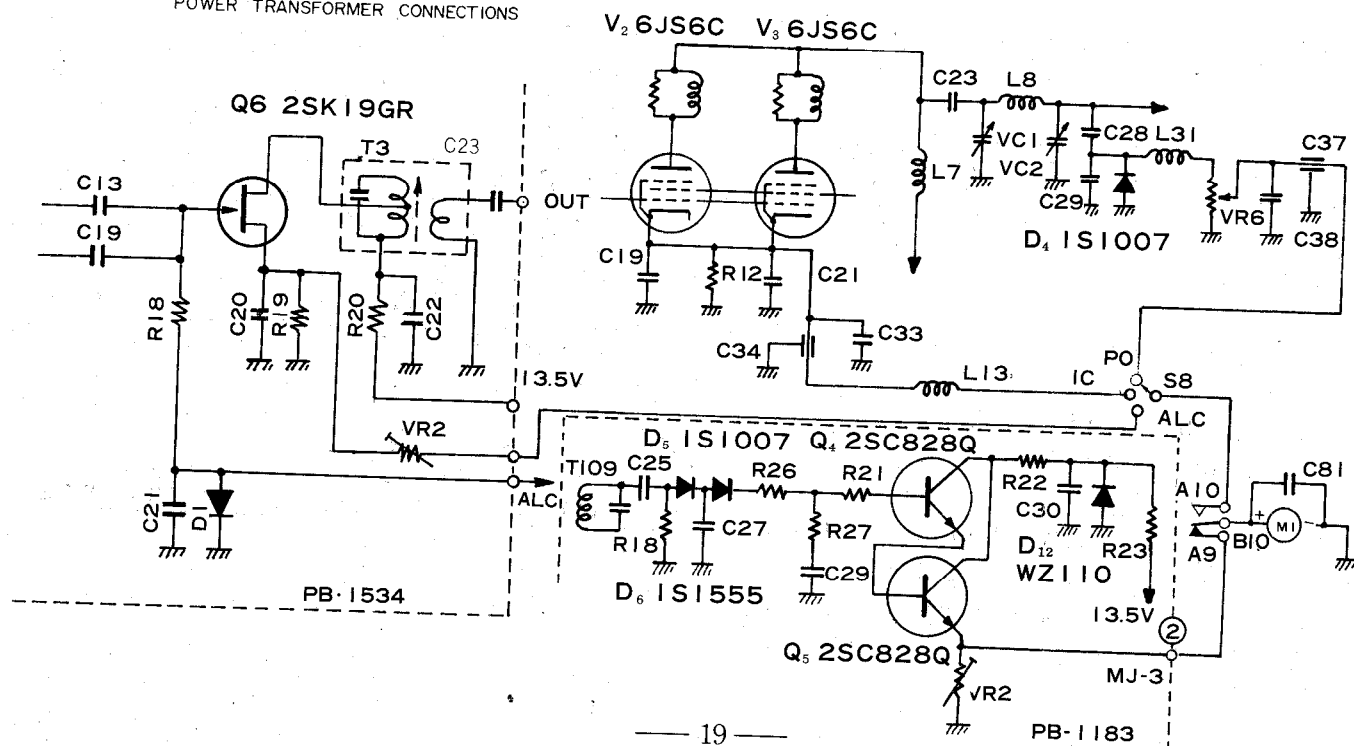 POWER TRANSFORMER CONNECTIONS
V₂ 6JS6C V₃ 6JS6C
Q6 2SK19GR
T3
C23
C13
C19
OUT
C23
L8
VC1
VC2
C28
L31
C37
L7
C29
VR6
C38
D₄ 1S1007
C19
R12
C21
R18
C20
R19
R20
C22
C34
C33
13.5V
L13
IC
PO
S8
ALC
VR2
ALC
C21
D1
PB-1534
D₅ 1S1007 Q₄ 2SC828Q
T109
C25
R26
R21
R22
R18
C27
R27
C29
C30
D₁₂
WZ110
R23
D₆ 1S1555
13.5V
A10
A9
B10
C81
+
M1
Q₅ 2SC828Q
VR2
2
MJ-3
PB-1183
— 19 —